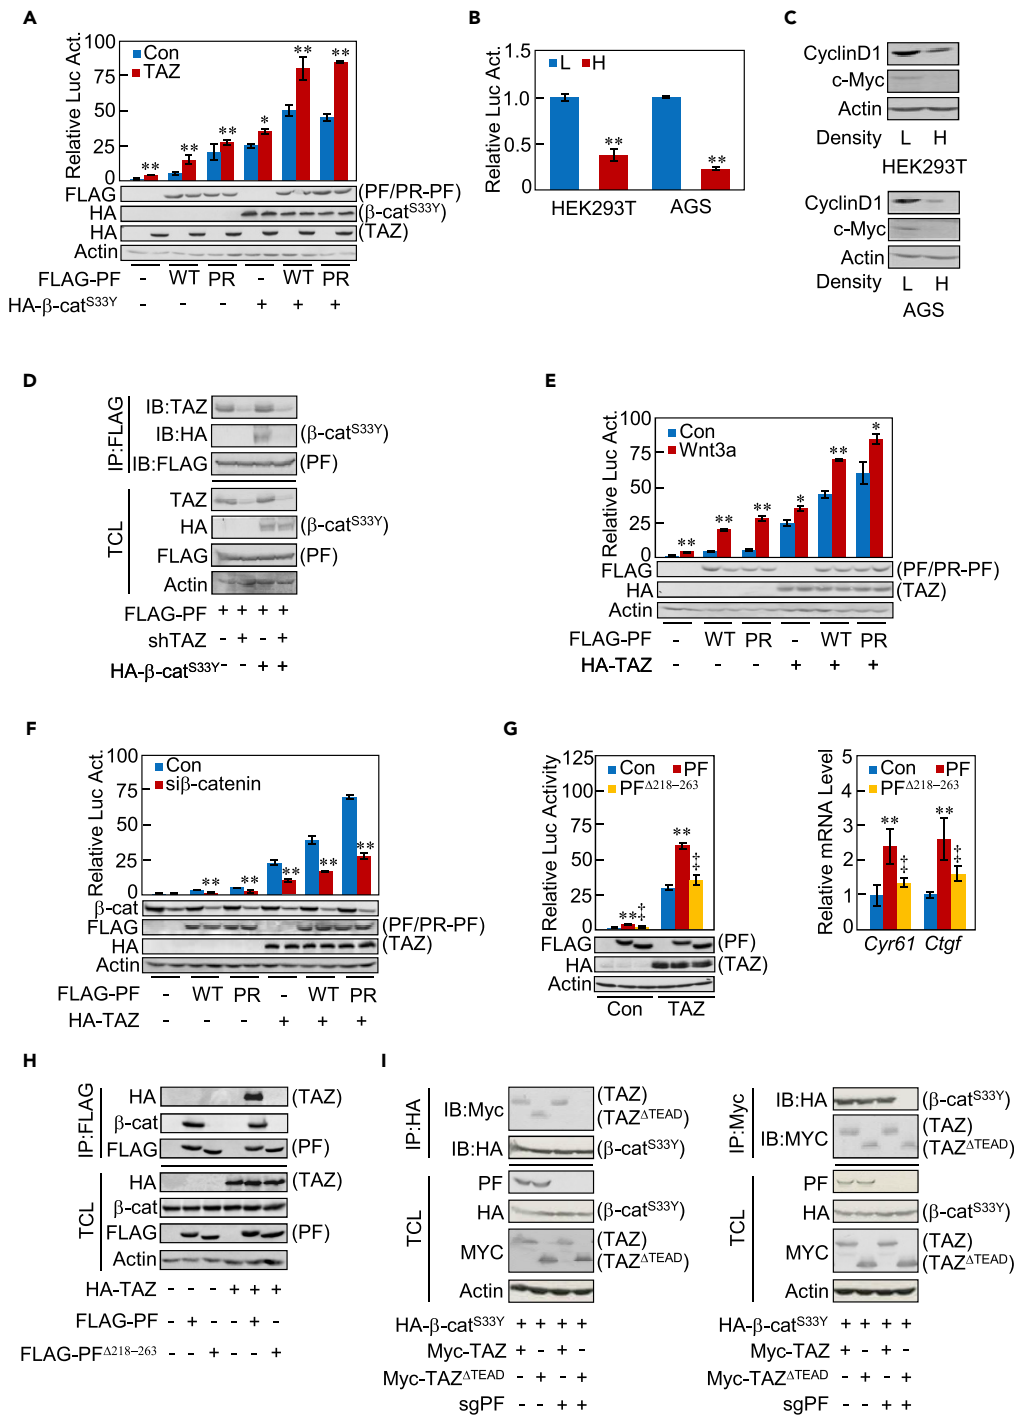 A
Relative Luc Act.
100
75
50
25
0
Con
TAZ
**
**
**
*
**
**
FLAG (PF/PR-PF)
HA (β-cat^S33Y)
HA (TAZ)
Actin
FLAG-PF - WT PR - WT PR
HA-β-cat^S33Y - - - + + +
B
Relative Luc Act.
1.5
1.0
0.5
0
L H
**
**
HEK293T AGS
C
CyclinD1
c-Myc
Actin
Density L H
HEK293T
CyclinD1
c-Myc
Actin
Density L H
AGS
D
IP:FLAG
IB:TAZ
IB:HA (β-cat^S33Y)
IB:FLAG (PF)
TCL
TAZ
HA (β-cat^S33Y)
FLAG (PF)
Actin
FLAG-PF + + + +
shTAZ - + - +
HA-β-cat^S33Y - - + +
E
Relative Luc Act.
100
75
50
25
0
Con
Wnt3a
**
**
**
*
**
*
FLAG (PF/PR-PF)
HA (TAZ)
Actin
FLAG-PF - WT PR - WT PR
HA-TAZ - - - + + +
F
Relative Luc Act.
100
75
50
25
0
Con
siβ-catenin
**
**
**
**
**
β-cat
FLAG (PF/PR-PF)
HA (TAZ)
Actin
FLAG-PF - WT PR - WT PR
HA-TAZ - - - + + +
G
Relative Luc Activity
125
100
75
50
25
0
Con PF
PF^Δ218–263
**
‡
**
‡‡
FLAG (PF)
HA (TAZ)
Actin
Con TAZ
Relative mRNA Level
5
4
3
2
1
0
Con PF
PF^Δ218–263
**
‡‡
**
‡‡
Cyr61 Ctgf
H
IP:FLAG
HA (TAZ)
β-cat
FLAG (PF)
TCL
HA (TAZ)
β-cat
FLAG (PF)
Actin
HA-TAZ - - - + + +
FLAG-PF - + - - + -
FLAG-PF^Δ218–263 - - + - - +
I
IP:HA
IB:Myc (TAZ)
(TAZ^ΔTEAD)
IB:HA (β-cat^S33Y)
TCL
PF
HA (β-cat^S33Y)
MYC (TAZ)
(TAZ^ΔTEAD)
Actin
HA-β-cat^S33Y + + + +
Myc-TAZ + - + -
Myc-TAZ^ΔTEAD - + - +
sgPF - - + +
IP:Myc
IB:HA (β-cat^S33Y)
IB:MYC (TAZ)
(TAZ^ΔTEAD)
TCL
PF
HA (β-cat^S33Y)
MYC (TAZ)
(TAZ^ΔTEAD)
Actin
HA-β-cat^S33Y + + + +
Myc-TAZ + - + -
Myc-TAZ^ΔTEAD - + - +
sgPF - - + +